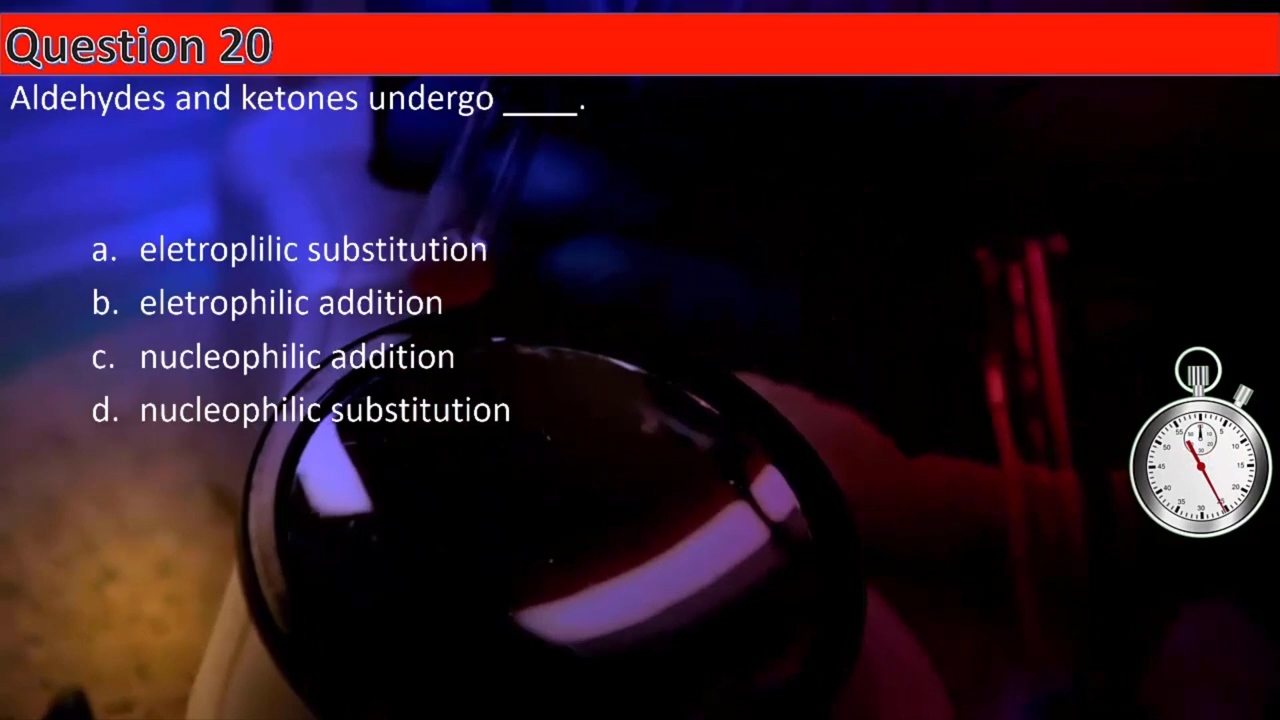 Question 20
Aldehydes and ketones undergo ____.
a. eletroplilic substitution
b. eletrophilic addition
c. nucleophilic addition
d. nucleophilic substitution